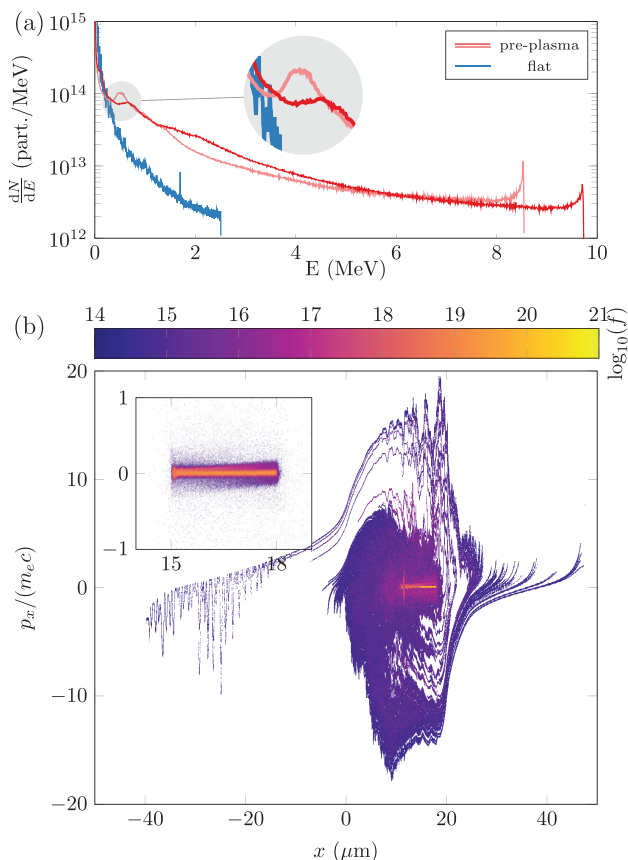 (a)
dN/dE (part./MeV)
10^15
10^14
10^13
10^12
pre-plasma
flat
0 2 4 6 8 10
E (MeV)
(b)
14 15 16 17 18 19 20 21
log10(f)
p_x/(m_e c)
20
10
0
−10
−20
1
0
−1
15 18
−40 −20 0 20 40
x (μm)